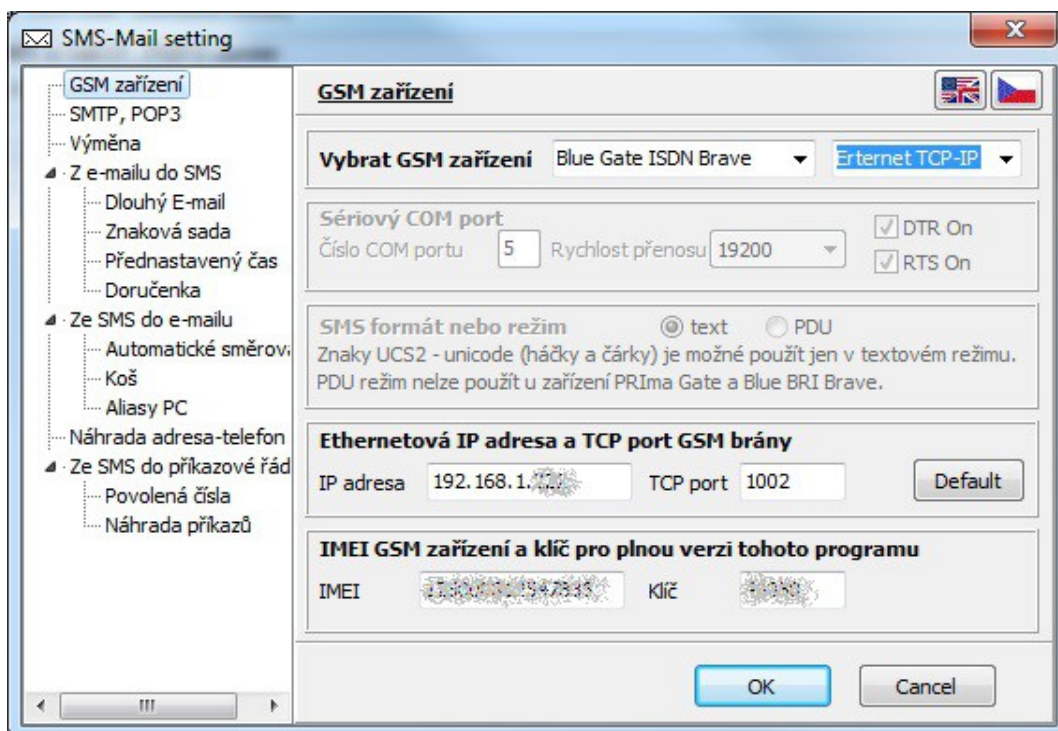 SMS-Mail setting
GSM zařízení
SMTP, POP3
Výměna
Z e-mailu do SMS
Dlouhý E-mail
Znaková sada
Přednastavený čas
Doručenka
Ze SMS do e-mailu
Automatické směrov
Koš
Aliasy PC
Náhrada adresa-telefon
Ze SMS do příkazové řád
Povolená čísla
Náhrada příkazů
GSM zařízení
Vybrat GSM zařízení Blue Gate ISDN Brave Erternet TCP-IP
Sériový COM port
Číslo COM portu 5 Rychlost přenosu 19200
DTR On
RTS On
SMS formát nebo režim text PDU
Znaky UCS2 - unicode (háčky a čárky) je možné použít jen v textovém režimu.
PDU režim nelze použít u zařízení PRIma Gate a Blue BRI Brave.
Ethernetová IP adresa a TCP port GSM brány
IP adresa 192.168.1. TCP port 1002 Default
IMEI GSM zařízení a klíč pro plnou verzi tohoto programu
IMEI Klíč
OK Cancel